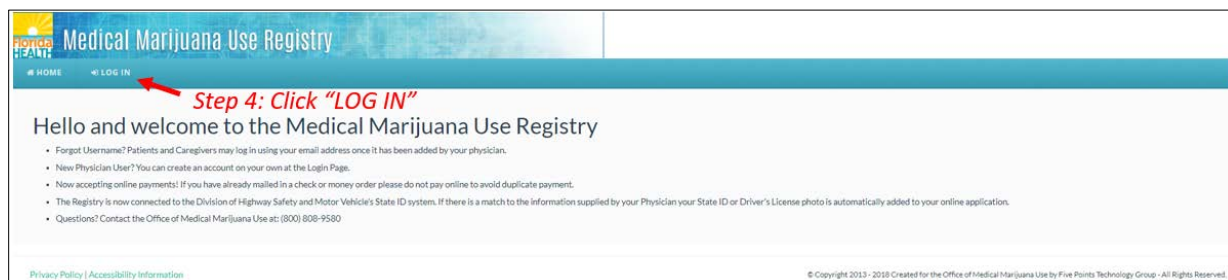 Florida
HEALTH
Medical Marijuana Use Registry
HOME LOG IN
Step 4: Click “LOG IN”
Hello and welcome to the Medical Marijuana Use Registry
• Forgot Username? Patients and Caregivers may log in using your email address once it has been added by your physician.
• New Physician User? You can create an account on your own at the Login Page.
• Now accepting online payments! If you have already mailed in a check or money order please do not pay online to avoid duplicate payment.
• The Registry is now connected to the Division of Highway Safety and Motor Vehicle's State ID system. If there is a match to the information supplied by your Physician your State ID or Driver's License photo is automatically added to your online application.
• Questions? Contact the Office of Medical Marijuana Use at: (800) 808-9580
Privacy Policy | Accessibility Information
© Copyright 2013 - 2018 Created for the Office of Medical Marijuana Use by Five Points Technology Group - All Rights Reserved.